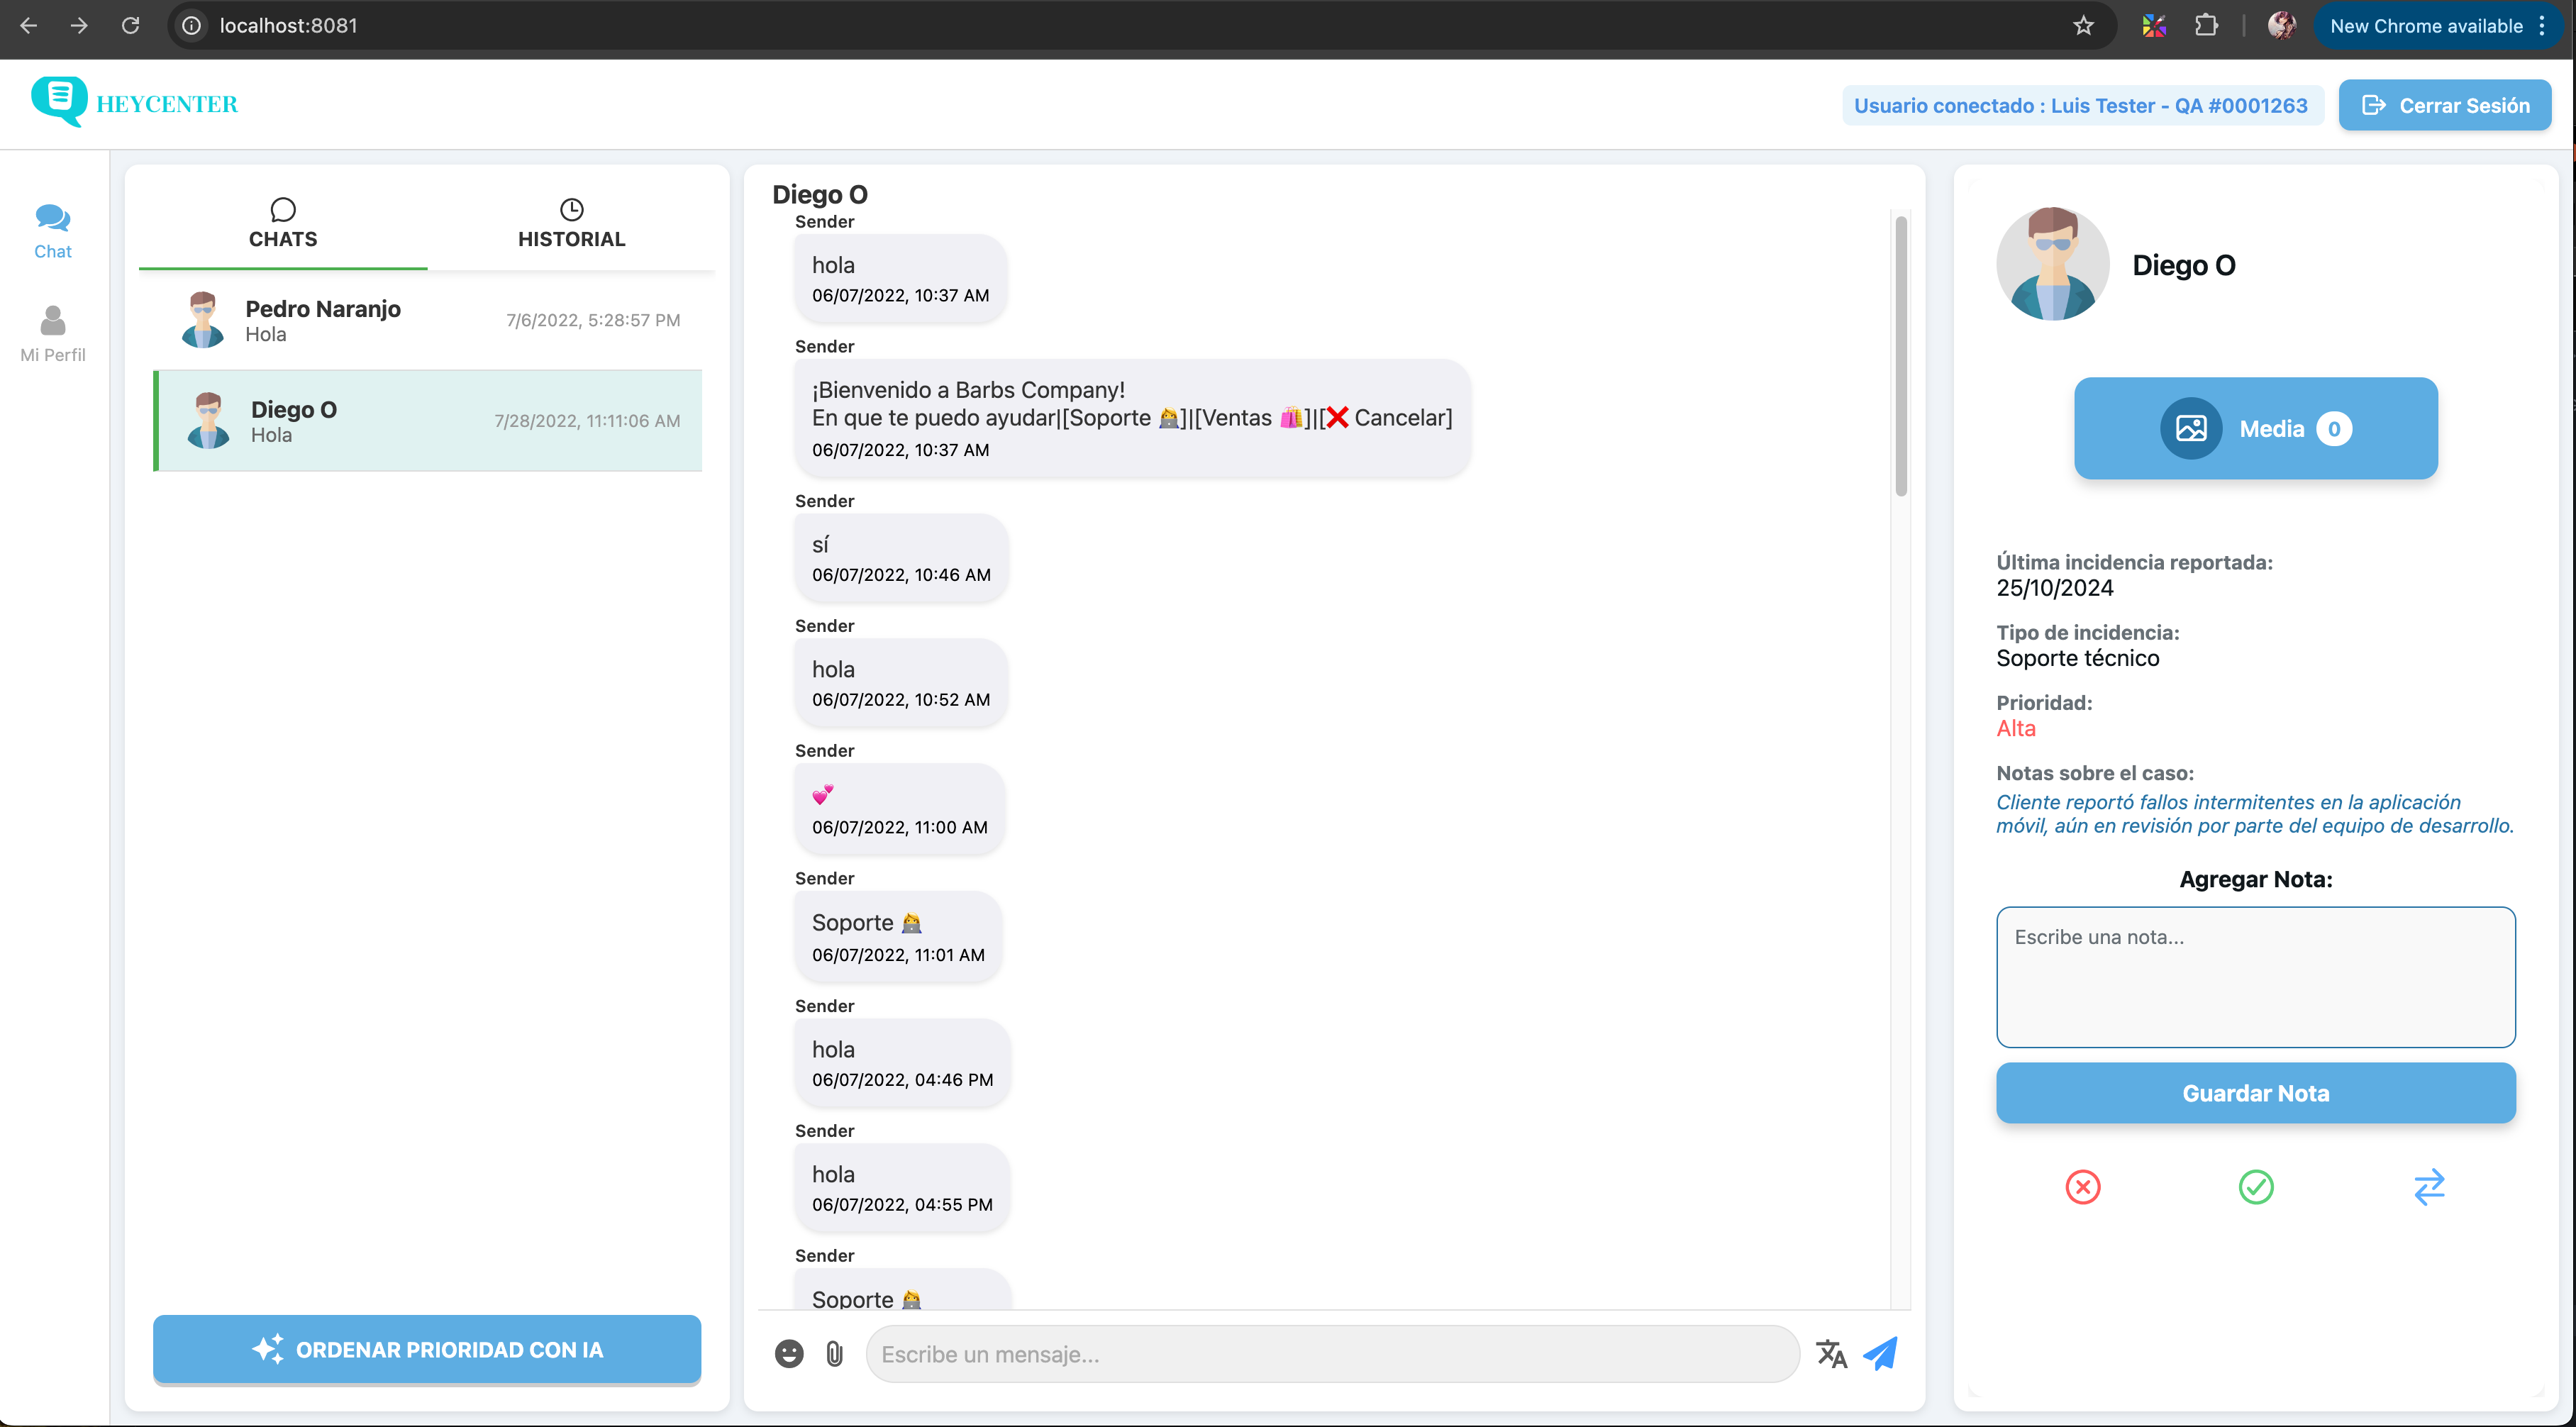 localhost:8081
New Chrome available
HEYCENTER
Usuario conectado : Luis Tester - QA #0001263
Cerrar Sesión
Chat
Mi Perfil
CHATS
HISTORIAL
Pedro Naranjo
Hola
7/6/2022, 5:28:57 PM
Diego O
Hola
7/28/2022, 11:11:06 AM
ORDENAR PRIORIDAD CON IA
Diego O
Sender
hola
06/07/2022, 10:37 AM
Sender
¡Bienvenido a Barbs Company!
En que te puedo ayudar|[Soporte 👩‍💻]|[Ventas 🛍️]|[❌ Cancelar]
06/07/2022, 10:37 AM
Sender
sí
06/07/2022, 10:46 AM
Sender
hola
06/07/2022, 10:52 AM
Sender
💕
06/07/2022, 11:00 AM
Sender
Soporte 👩‍💻
06/07/2022, 11:01 AM
Sender
hola
06/07/2022, 04:46 PM
Sender
hola
06/07/2022, 04:55 PM
Sender
Soporte 👩‍💻
Escribe un mensaje...
Diego O
Media 0
Última incidencia reportada:
25/10/2024
Tipo de incidencia:
Soporte técnico
Prioridad:
Alta
Notas sobre el caso:
Cliente reportó fallos intermitentes en la aplicación
móvil, aún en revisión por parte del equipo de desarrollo.
Agregar Nota:
Escribe una nota...
Guardar Nota